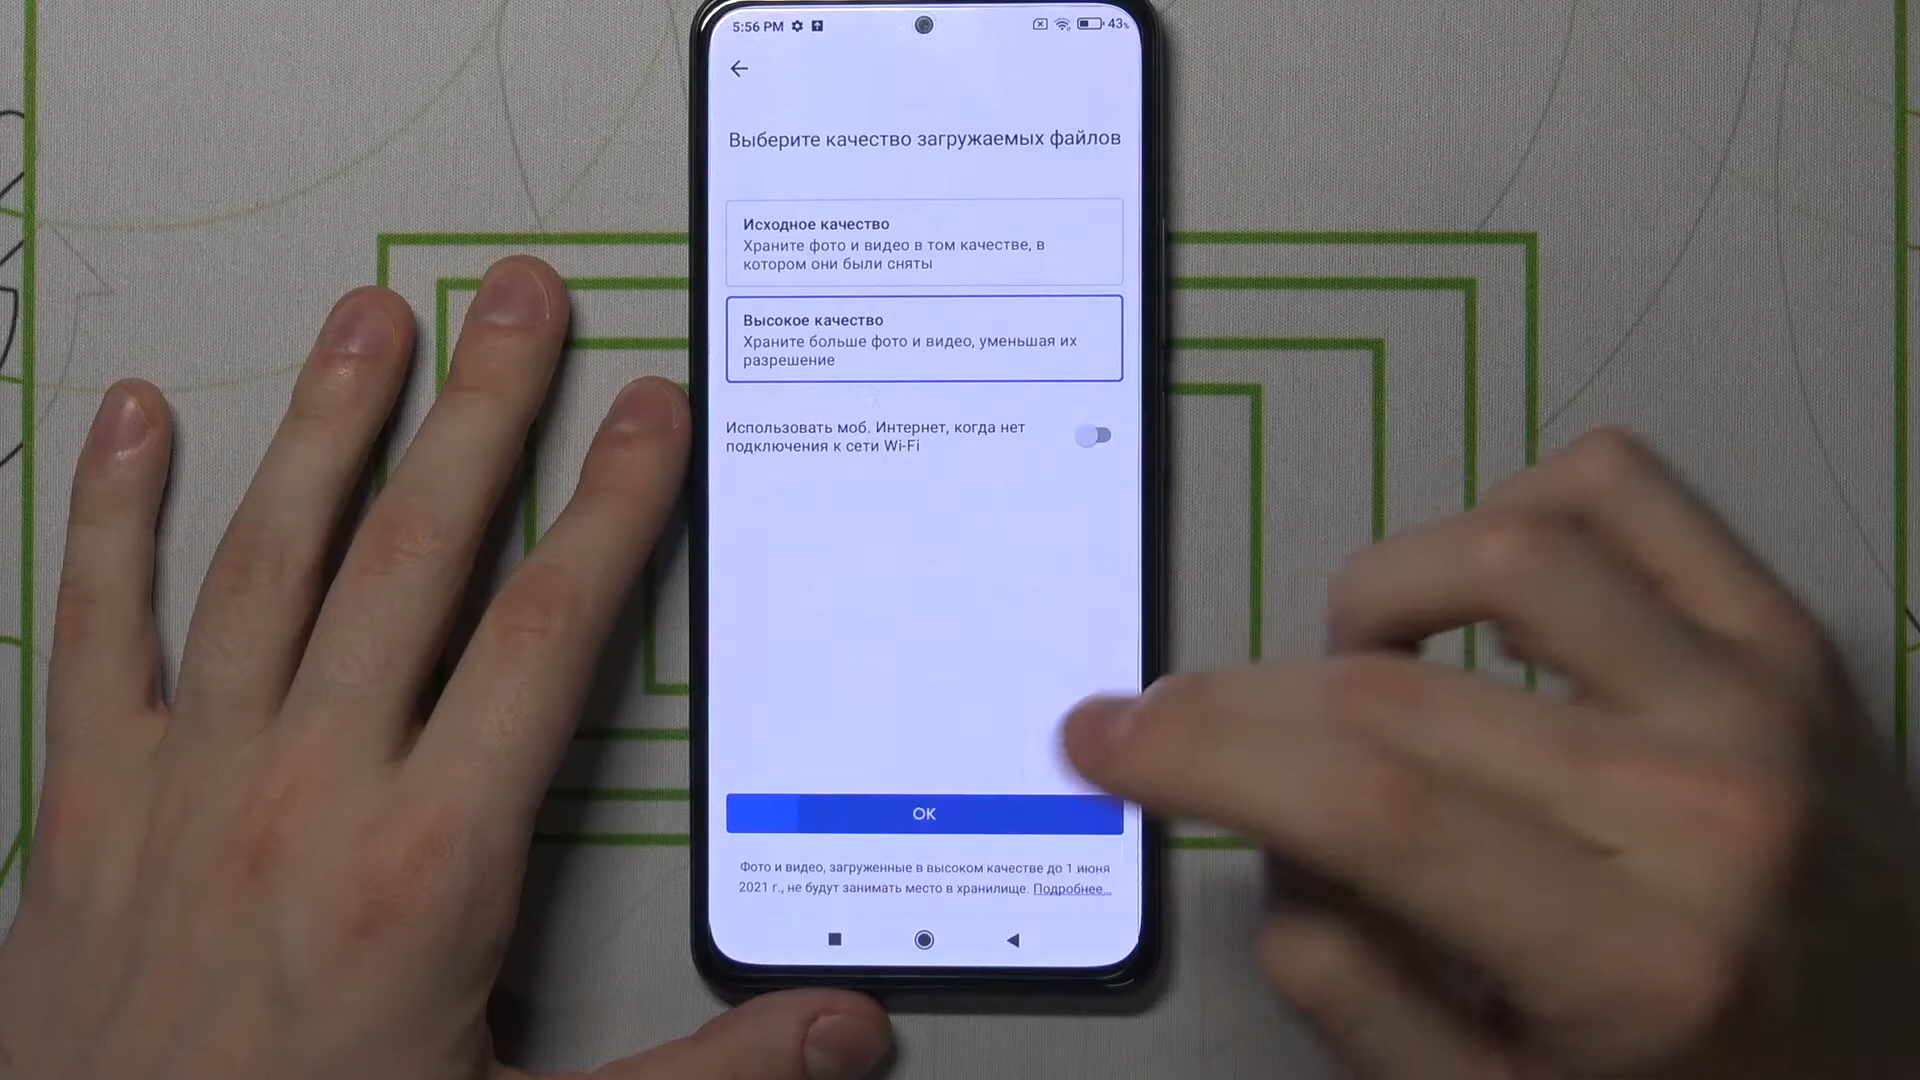 5:56 PM
43%
Выберите качество загружаемых файлов
Исходное качество
Храните фото и видео в том качестве, в
котором они были сняты
Высокое качество
Храните больше фото и видео, уменьшая их
разрешение
Использовать моб. Интернет, когда нет
подключения к сети Wi-Fi
ОК
Фото и видео, загруженные в высоком качестве до 1 июня
2021 г., не будут занимать место в хранилище. Подробнее…